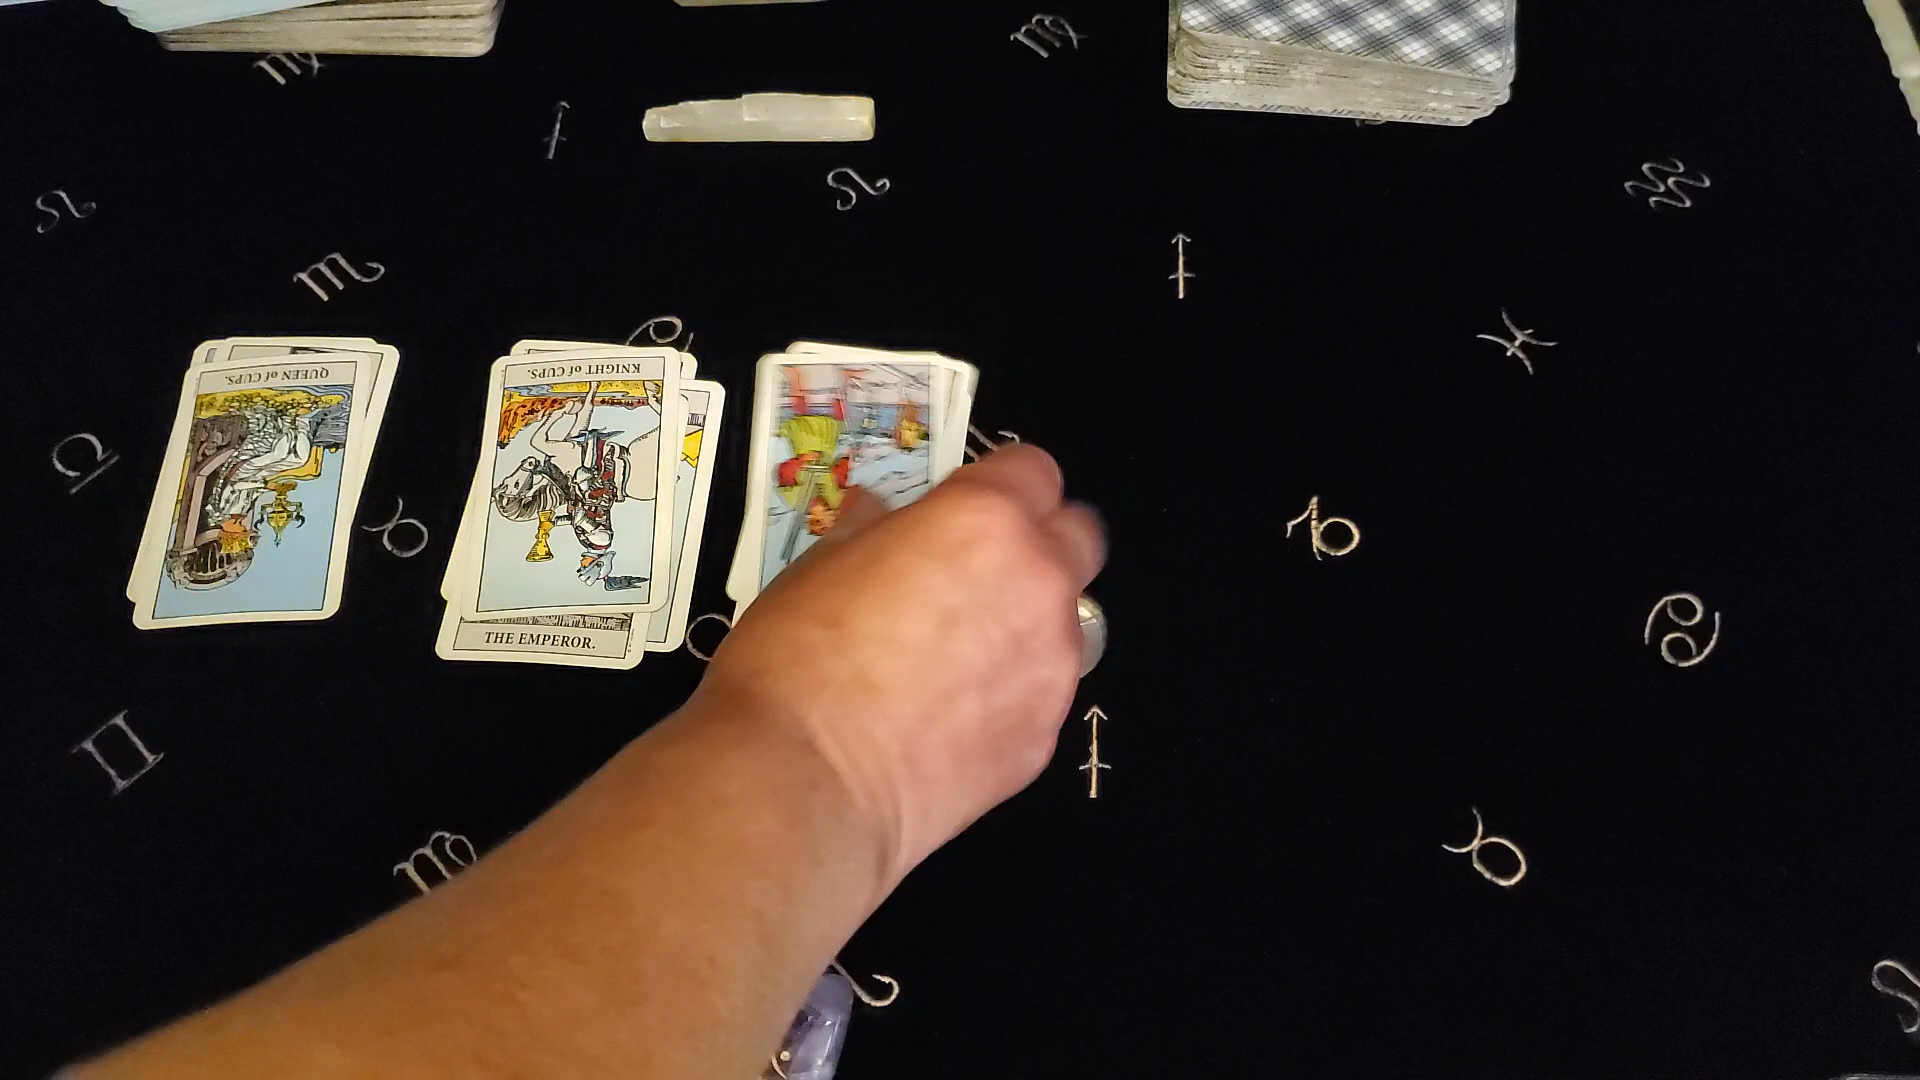 QUEEN of CUPS.
KNIGHT of CUPS.
THE EMPEROR.